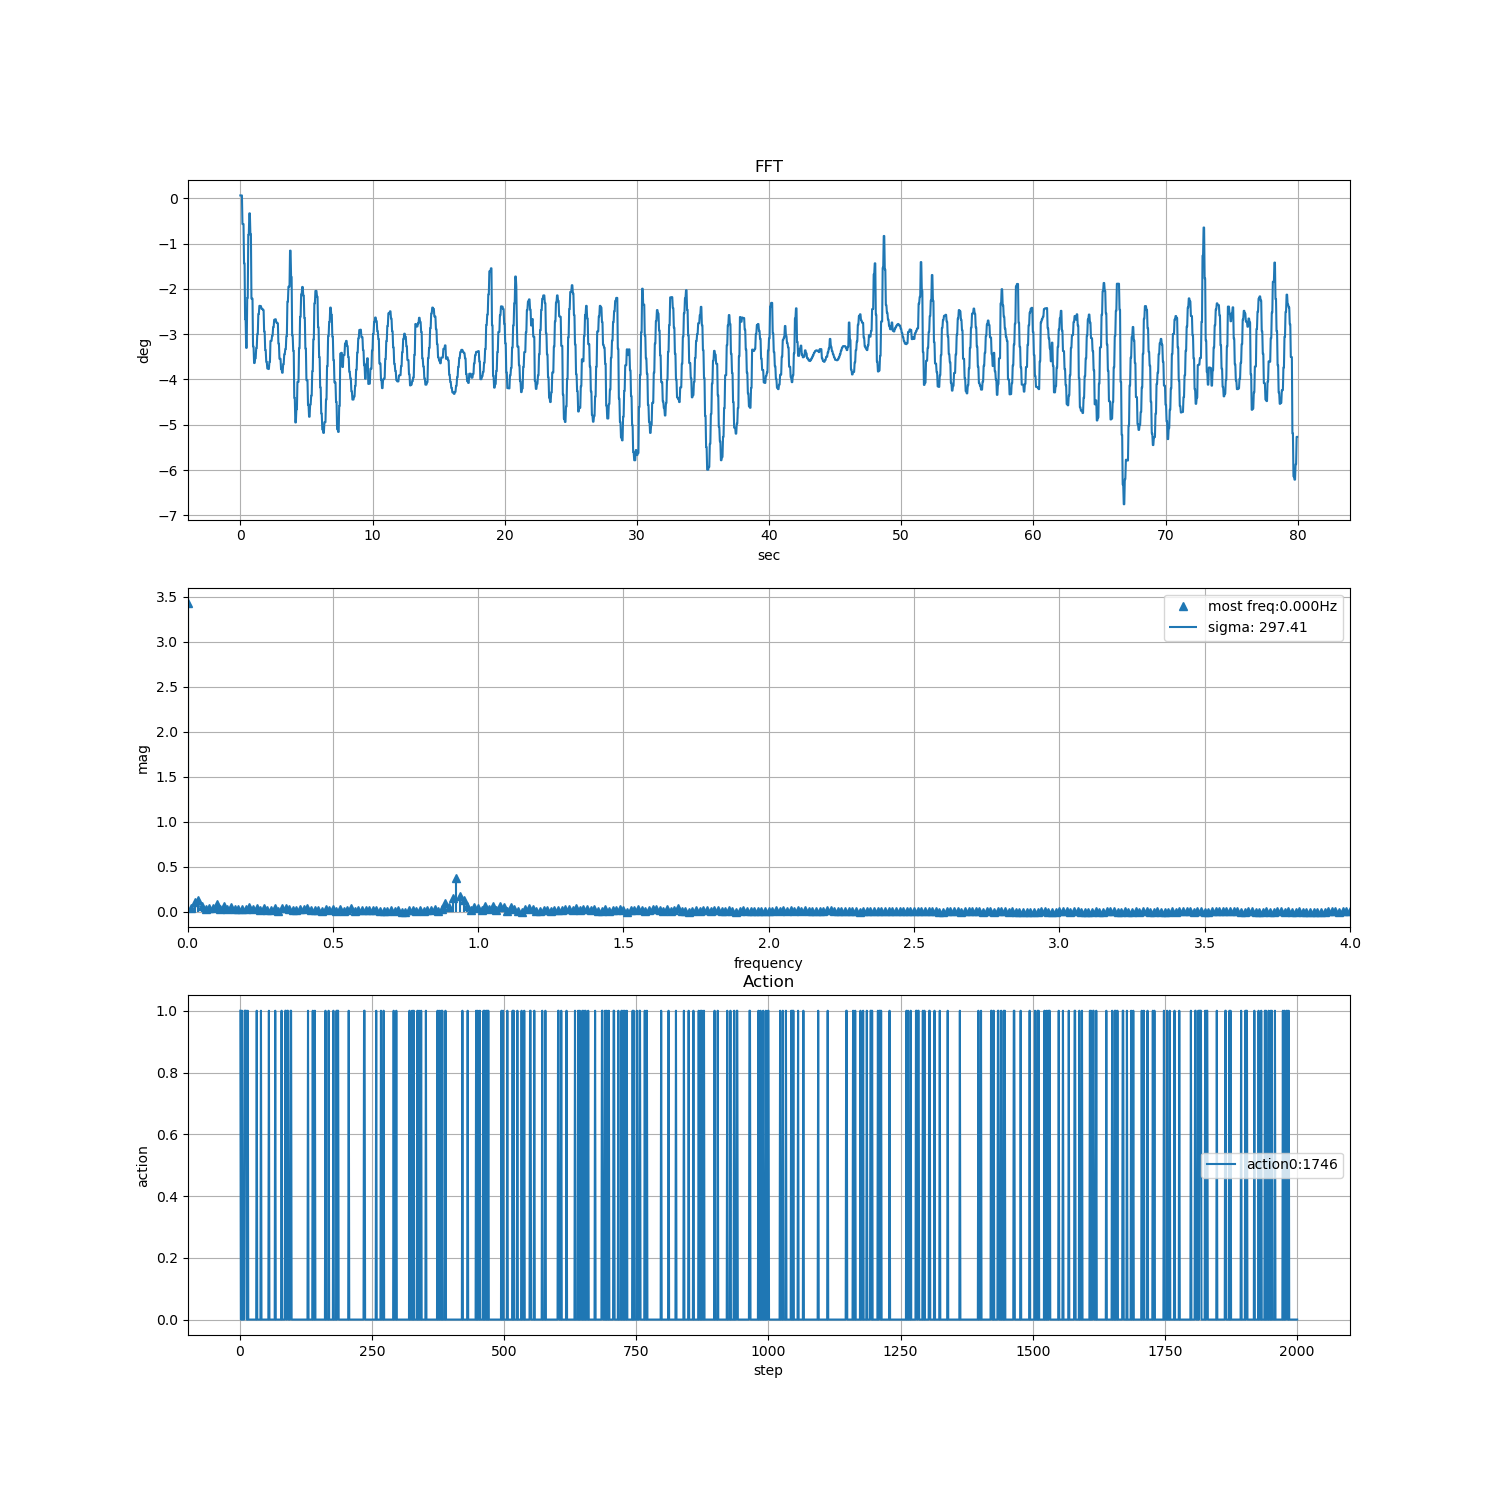 FFT
0
−1
−2
−3
−4
−5
−6
−7
deg
0 10 20 30 40 50 60 70 80
sec
3.5
3.0
2.5
2.0
1.5
1.0
0.5
0.0
mag
most freq:0.000Hz
sigma: 297.41
0.0 0.5 1.0 1.5 2.0 2.5 3.0 3.5 4.0
frequency
Action
1.0
0.8
0.6
0.4
0.2
0.0
action
action0:1746
0 250 500 750 1000 1250 1500 1750 2000
step